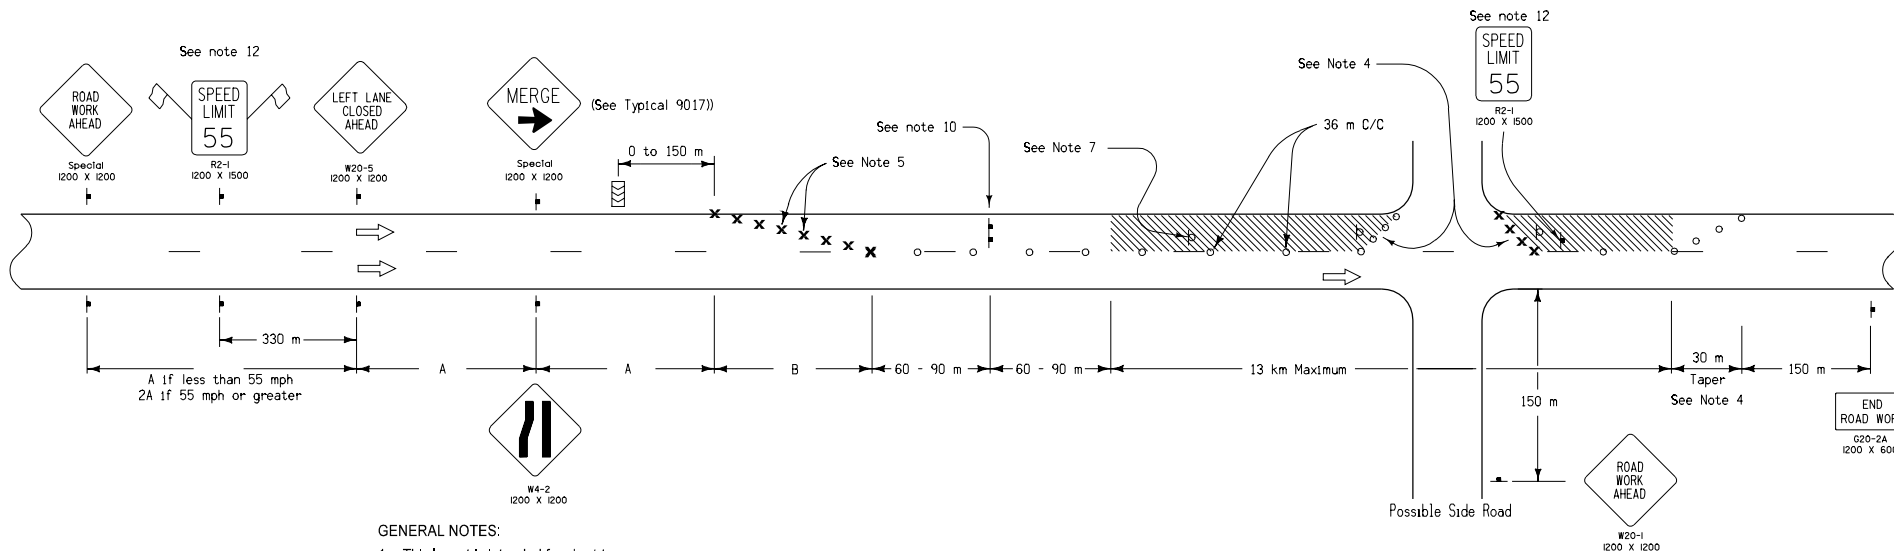 See note 12
ROAD
WORK
AHEAD
Special
1200 X 1200
SPEED
LIMIT
55
R2-1
1200 X 1500
LEFT LANE
CLOSED
AHEAD
W20-5
1200 X 1200
MERGE
Special
1200 X 1200
(See Typical 9017))
0 to 150 m
See Note 5
See note 10
See Note 7
36 m C/C
See Note 4
See note 12
SPEED
LIMIT
55
R2-1
1200 X 1500
330 m
A if less than 55 mph
2A if 55 mph or greater
A
A
B
60 - 90 m
60 - 90 m
13 km Maximum
30 m
Taper
See Note 4
150 m
150 m
END
ROAD WOR
G20-2A
1200 X 600
W4-2
1200 X 1200
ROAD
WORK
AHEAD
W20-1
1200 X 1200
Possible Side Road
GENERAL NOTES: